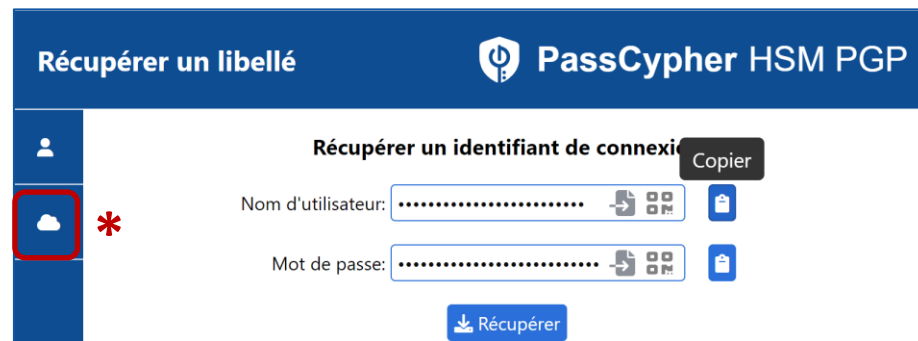 Récupérer un libellé
PassCypher HSM PGP
Récupérer un identifiant de connexi
Copier
Nom d'utilisateur: •••••••••••••••••••••••••
*
Mot de passe: •••••••••••••••••••••••••••
Récupérer